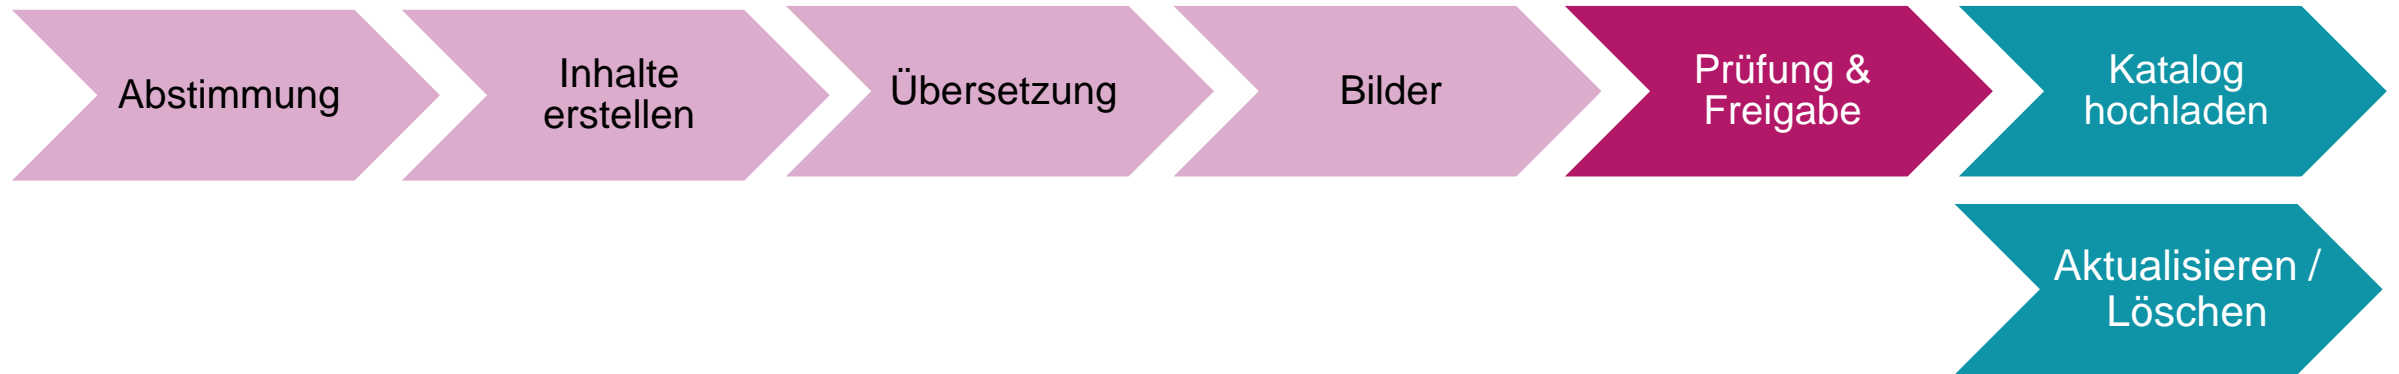 Abstimmung
Inhalte
erstellen
Übersetzung
Bilder
Prüfung &
Freigabe
Katalog
hochladen
Aktualisieren /
Löschen